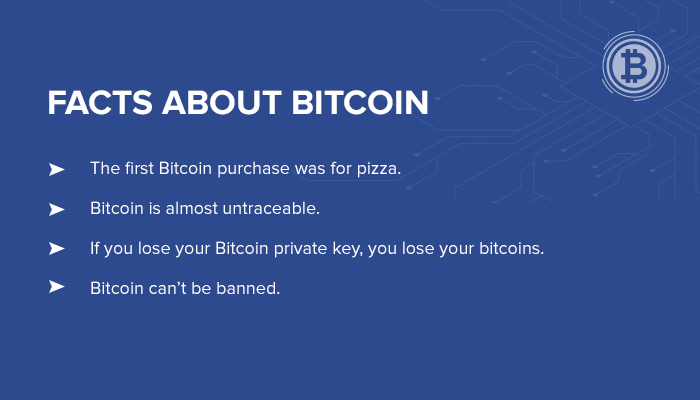 FACTS ABOUT BITCOIN
The first Bitcoin purchase was for pizza.
Bitcoin is almost untraceable.
If you lose your Bitcoin private key, you lose your bitcoins.
Bitcoin can’t be banned.